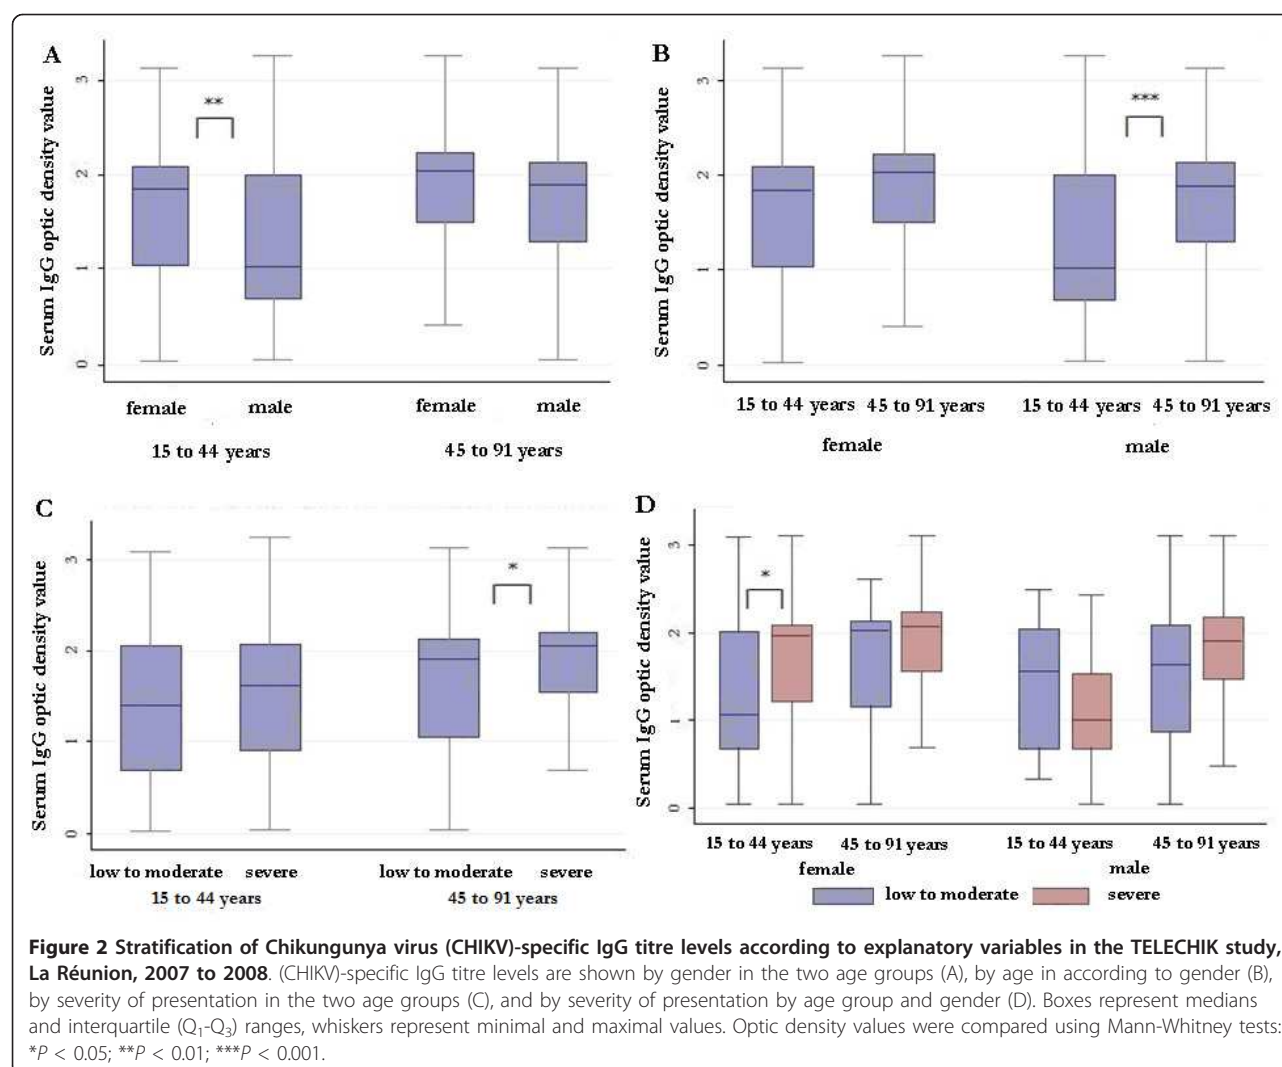 A
Serum IgG optic density value
3
2
1
0
**
female male female male
15 to 44 years 45 to 91 years
B
Serum IgG optic density value
3
2
1
0
***
15 to 44 years 45 to 91 years 15 to 44 years 45 to 91 years
female male
C
Serum IgG optic density value
3
2
1
0
*
low to moderate severe low to moderate severe
15 to 44 years 45 to 91 years
D
Serum IgG optic density value
3
2
1
0
*
15 to 44 years 45 to 91 years 15 to 44 years 45 to 91 years
female male
low to moderate severe
Figure 2 Stratification of Chikungunya virus (CHIKV)-specific IgG titre levels according to explanatory variables in the TELECHIK study,
La Réunion, 2007 to 2008. (CHIKV)-specific IgG titre levels are shown by gender in the two age groups (A), by age in according to gender (B),
by severity of presentation in the two age groups (C), and by severity of presentation by age group and gender (D). Boxes represent medians
and interquartile (Q₁-Q₃) ranges, whiskers represent minimal and maximal values. Optic density values were compared using Mann-Whitney tests:
*P < 0.05; **P < 0.01; ***P < 0.001.